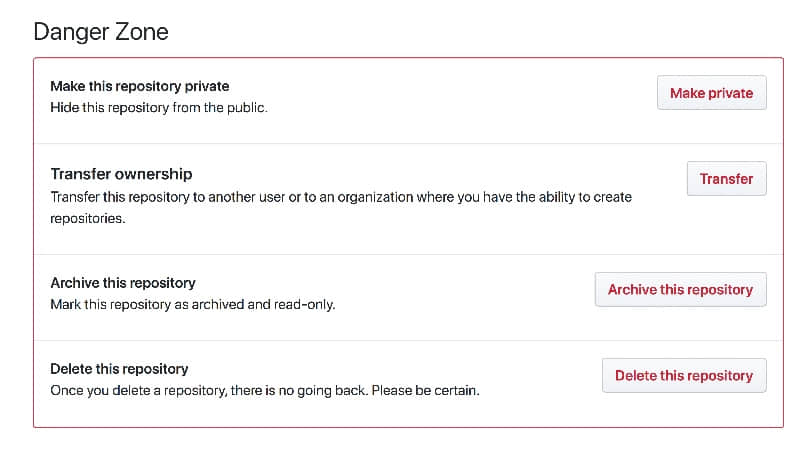 Danger Zone
Make this repository private
Hide this repository from the public.
Make private
Transfer ownership
Transfer this repository to another user or to an organization where you have the ability to create
repositories.
Transfer
Archive this repository
Mark this repository as archived and read-only.
Archive this repository
Delete this repository
Once you delete a repository, there is no going back. Please be certain.
Delete this repository